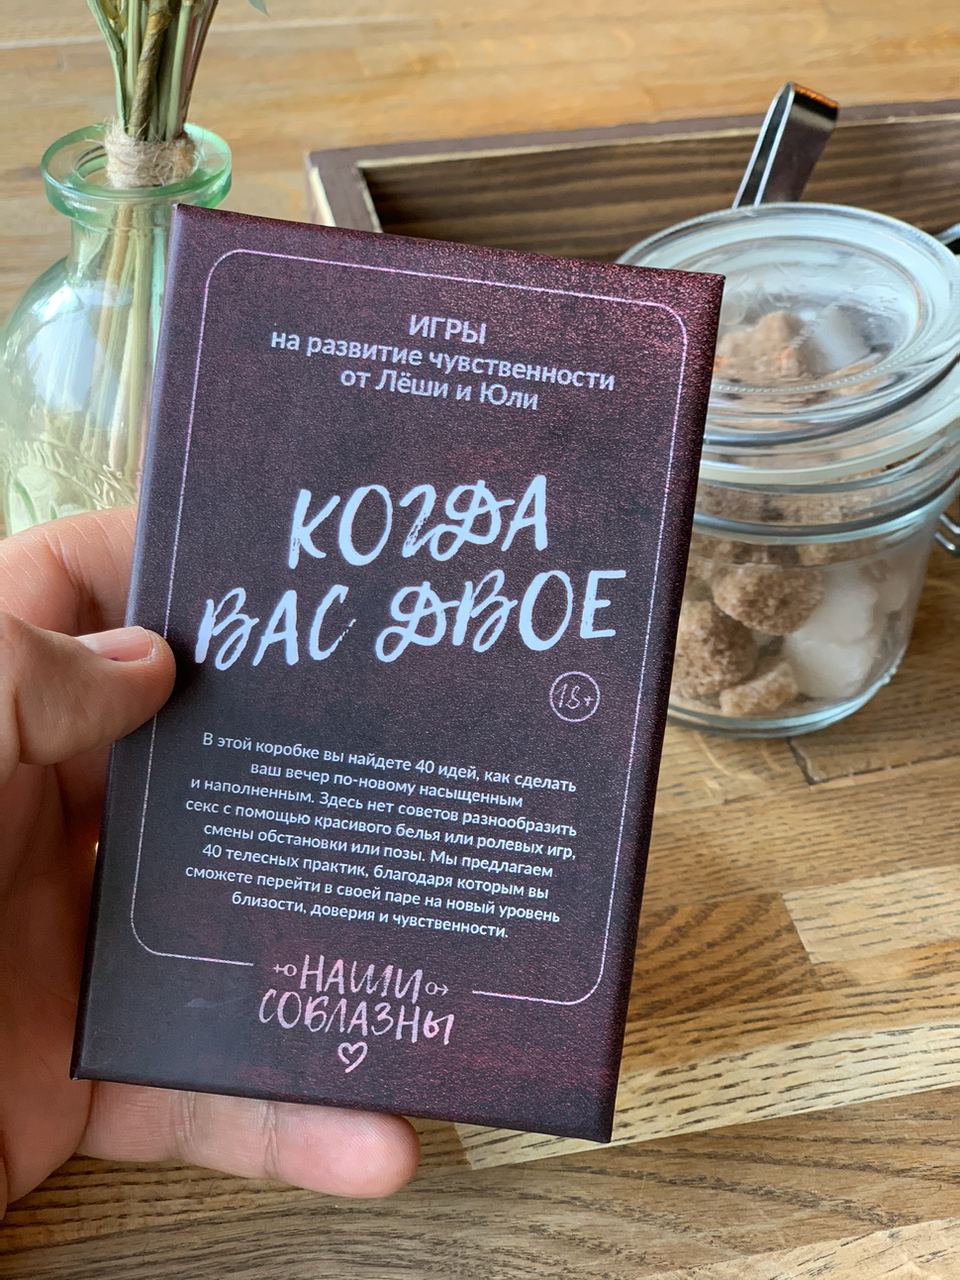 ИГРЫ
на развитие чувственности
от Лёши и Юли
КОГДА
ВАС ДВОЕ
18+
В этой коробке вы найдете 40 идей, как сделать
ваш вечер по-новому насыщенным
и наполненным. Здесь нет советов разнообразить
секс с помощью красивого белья или ролевых игр,
смены обстановки или позы. Мы предлагаем
40 телесных практик, благодаря которым вы
сможете перейти в своей паре на новый уровень
близости, доверия и чувственности.
НАШИ
СОБЛАЗНЫ